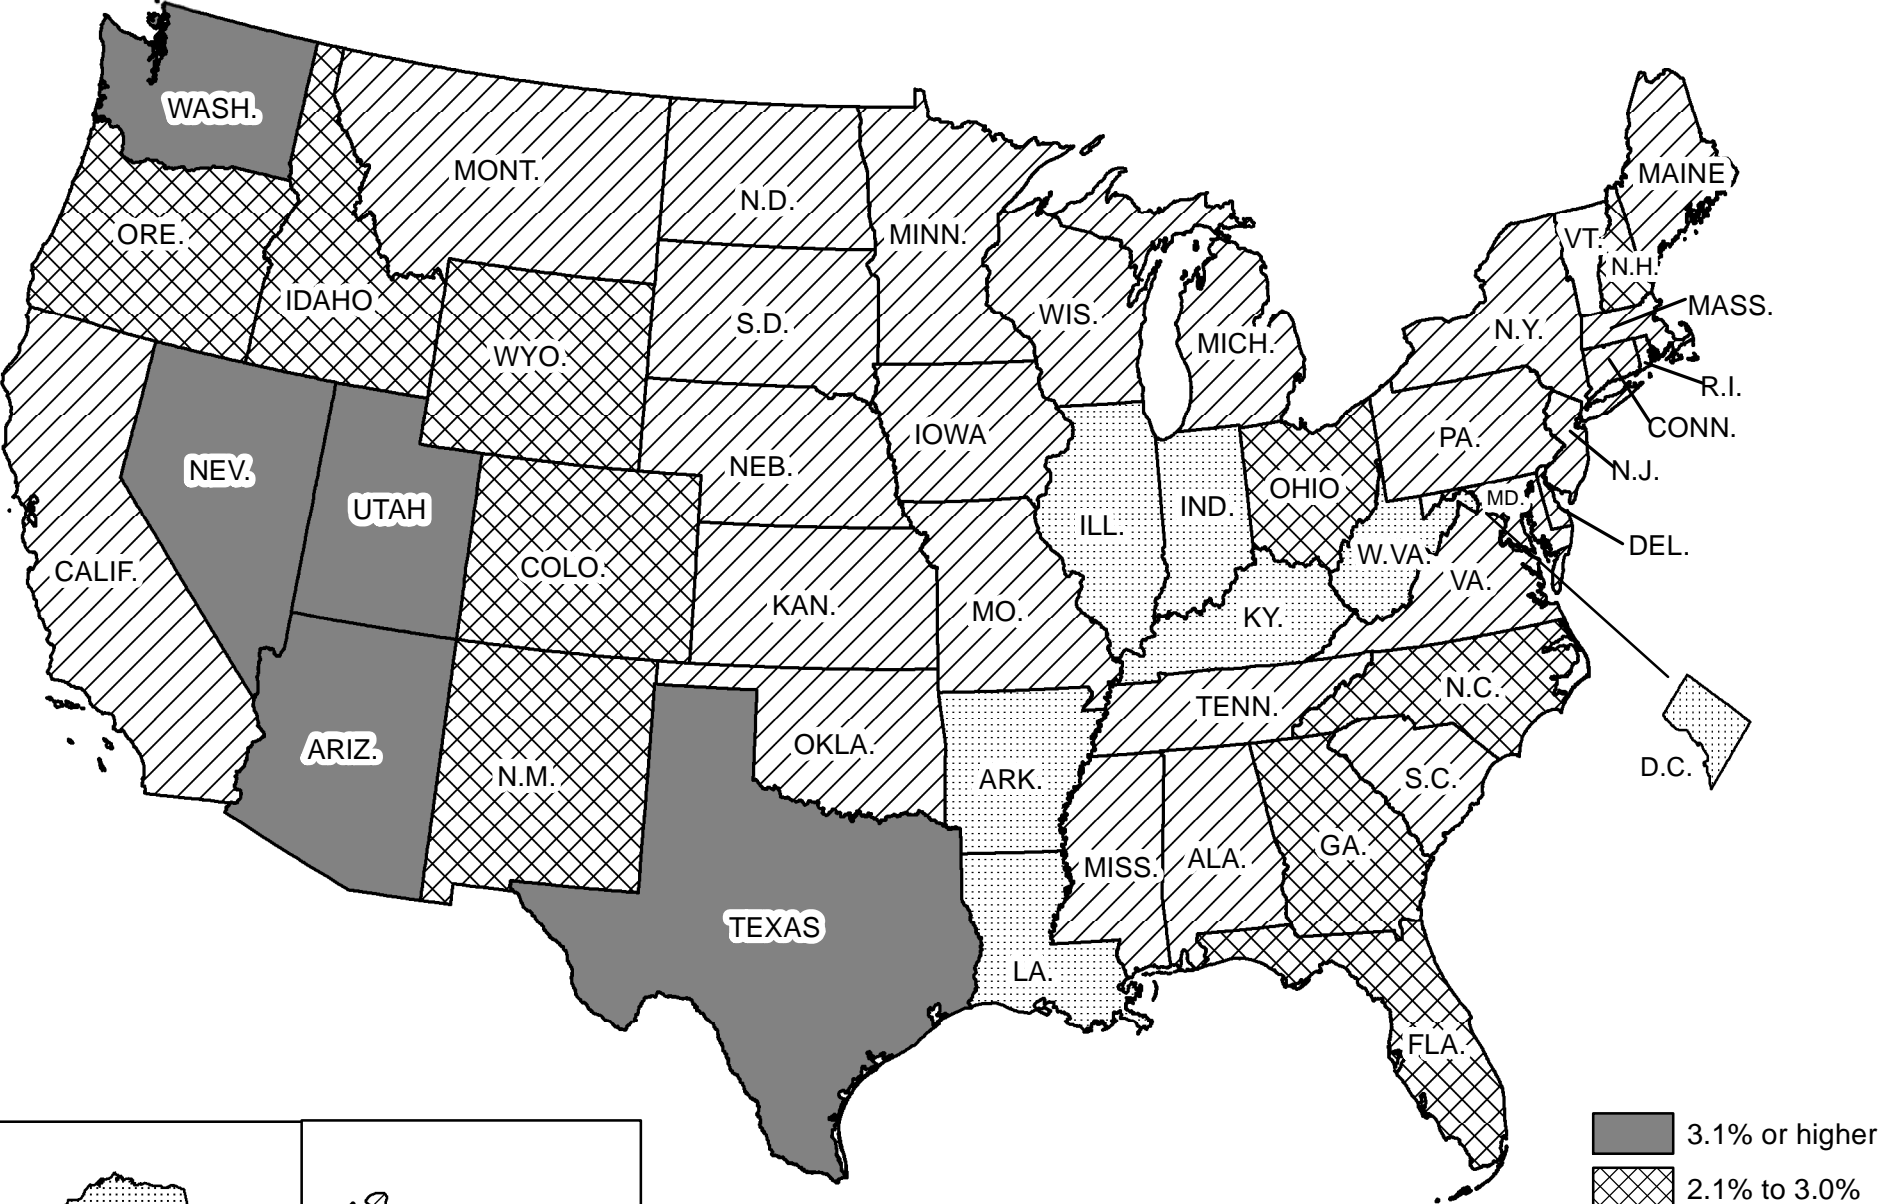 WASH.
MONT.
MAINE
N.D.
ORE.
MINN.
VT.
N.H.
IDAHO
WIS.
MASS.
S.D.
N.Y.
MICH.
WYO.
R.I.
CONN.
IOWA
PA.
NEB.
NEV.
N.J.
OHIO
MD.
UTAH
IND.
ILL.
DEL.
W.VA.
COLO.
CALIF.
VA.
KAN.
MO.
KY.
N.C.
TENN.
OKLA.
ARIZ.
D.C.
N.M.
ARK.
S.C.
GA.
ALA.
MISS.
TEXAS
LA.
FLA.
3.1% or higher
2.1% to 3.0%